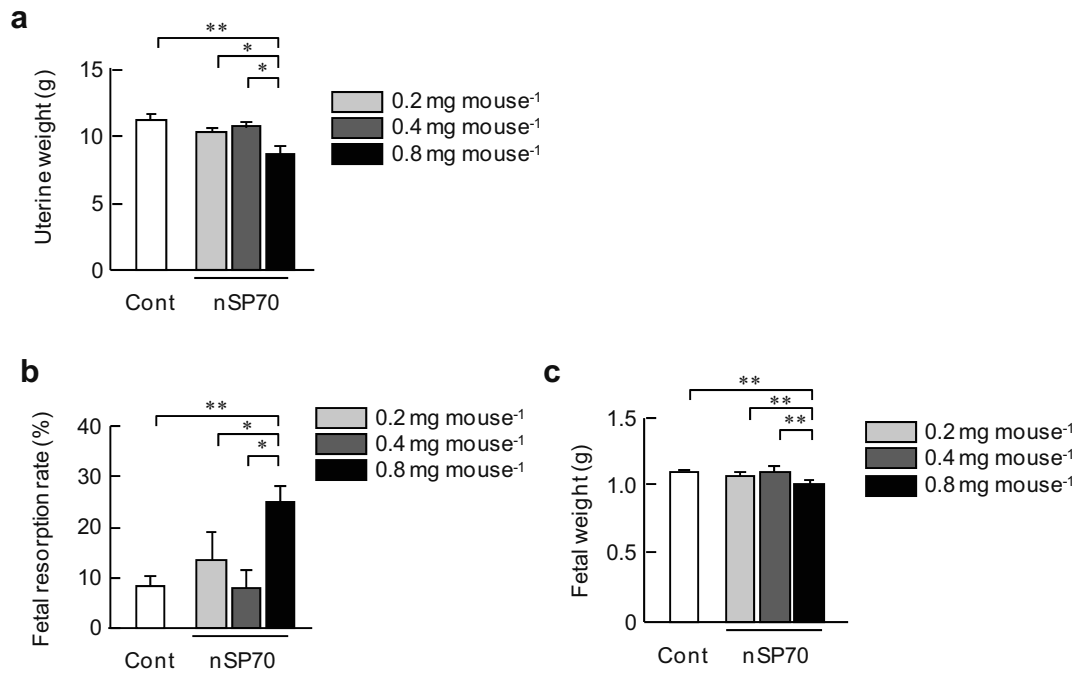 a
**
*
*
Uterine weight (g)
15
10
5
0
Cont
nSP70
0.2 mg mouse⁻¹
0.4 mg mouse⁻¹
0.8 mg mouse⁻¹
b
**
*
*
Fetal resorption rate (%)
40
30
20
10
0
Cont
nSP70
0.2 mg mouse⁻¹
0.4 mg mouse⁻¹
0.8 mg mouse⁻¹
c
**
**
**
Fetal weight (g)
1.5
1.0
0.5
0
Cont
nSP70
0.2 mg mouse⁻¹
0.4 mg mouse⁻¹
0.8 mg mouse⁻¹